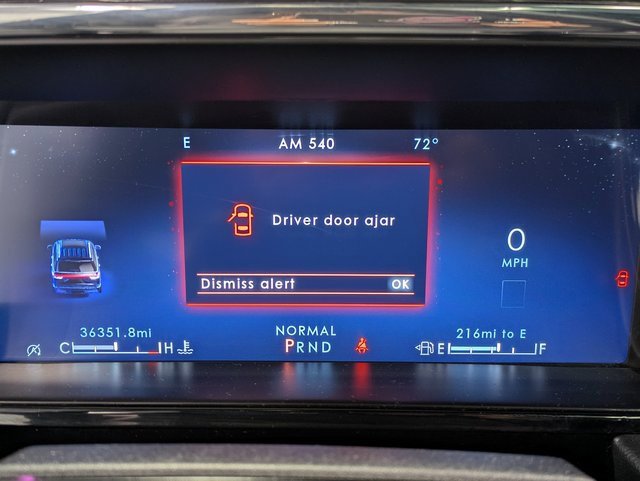 E AM 540 72°
Driver door ajar
Dismiss alert OK
0
MPH
36351.8mi
C H
NORMAL
PRND
216mi to E
E F